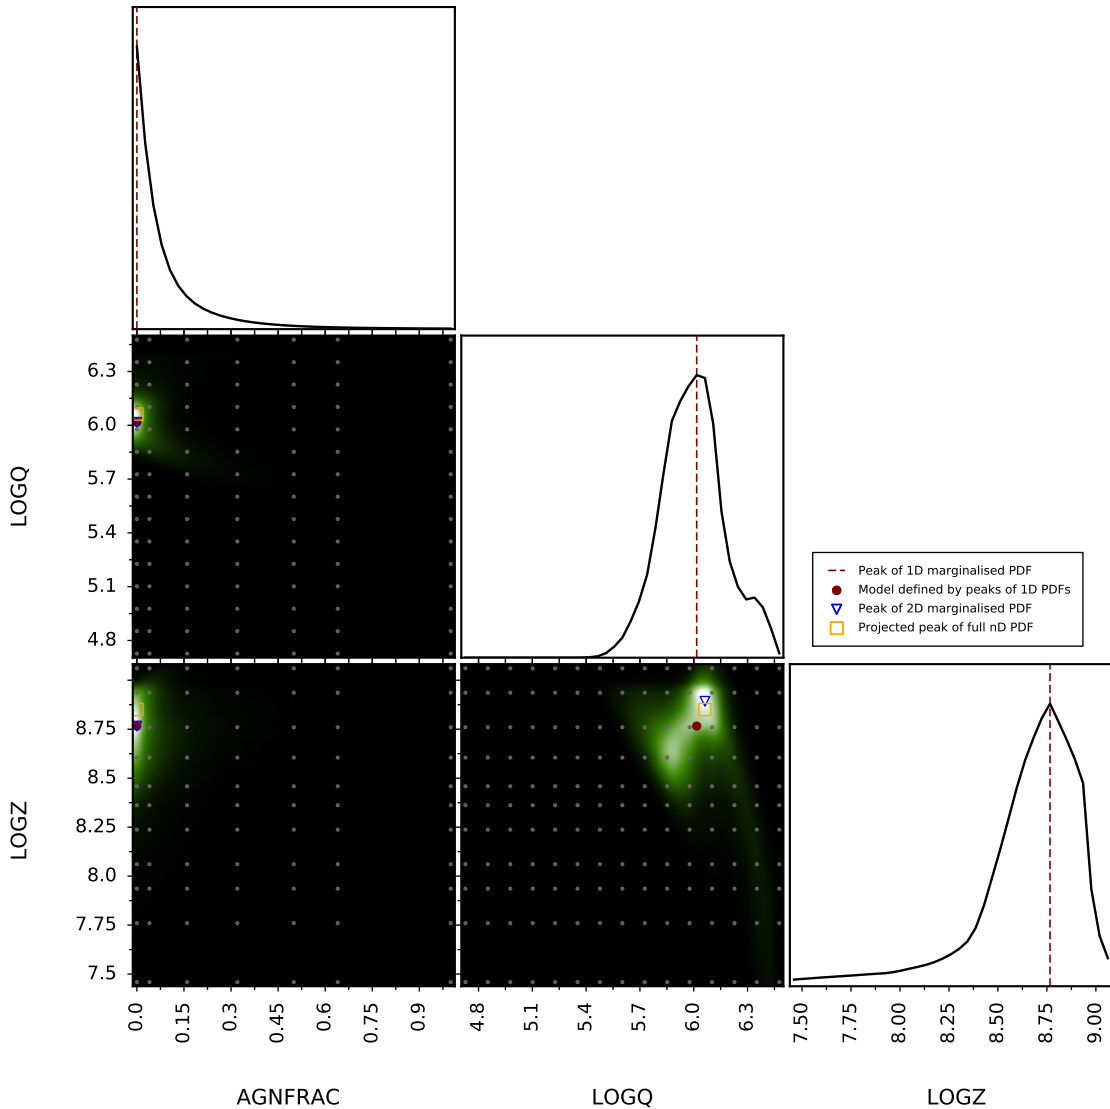 6.3
6.0
5.7
5.4
5.1
4.8
LOGQ
Peak of 1D marginalised PDF
Model defined by peaks of 1D PDFs
Peak of 2D marginalised PDF
Projected peak of full nD PDF
8.75
8.5
8.25
8.0
7.75
7.5
LOGZ
0.0 0.15 0.3 0.45 0.6 0.75 0.9
4.8 5.1 5.4 5.7 6.0 6.3
7.50 7.75 8.00 8.25 8.50 8.75 9.00
AGNFRAC LOGQ LOGZ